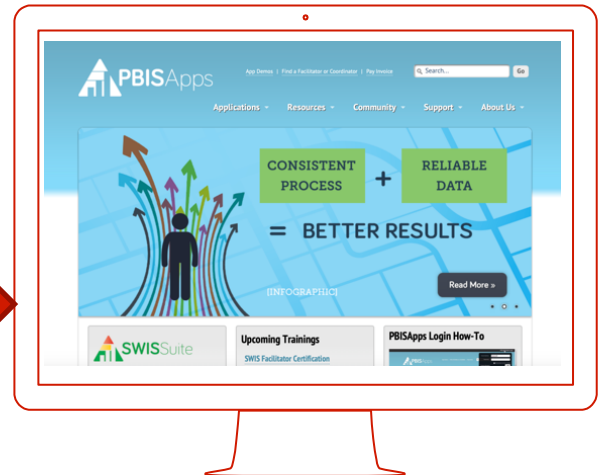 PBISApps
App Demos | Find a Facilitator or Coordinator | Pay Invoice
Search...
Go
Applications
Resources
Community
Support
About Us
CONSISTENT
PROCESS
+
RELIABLE
DATA
= BETTER RESULTS
[INFOGRAPHIC]
Read More »
SWISSuite
Upcoming Trainings
SWIS Facilitator Certification
PBISApps Login How-To